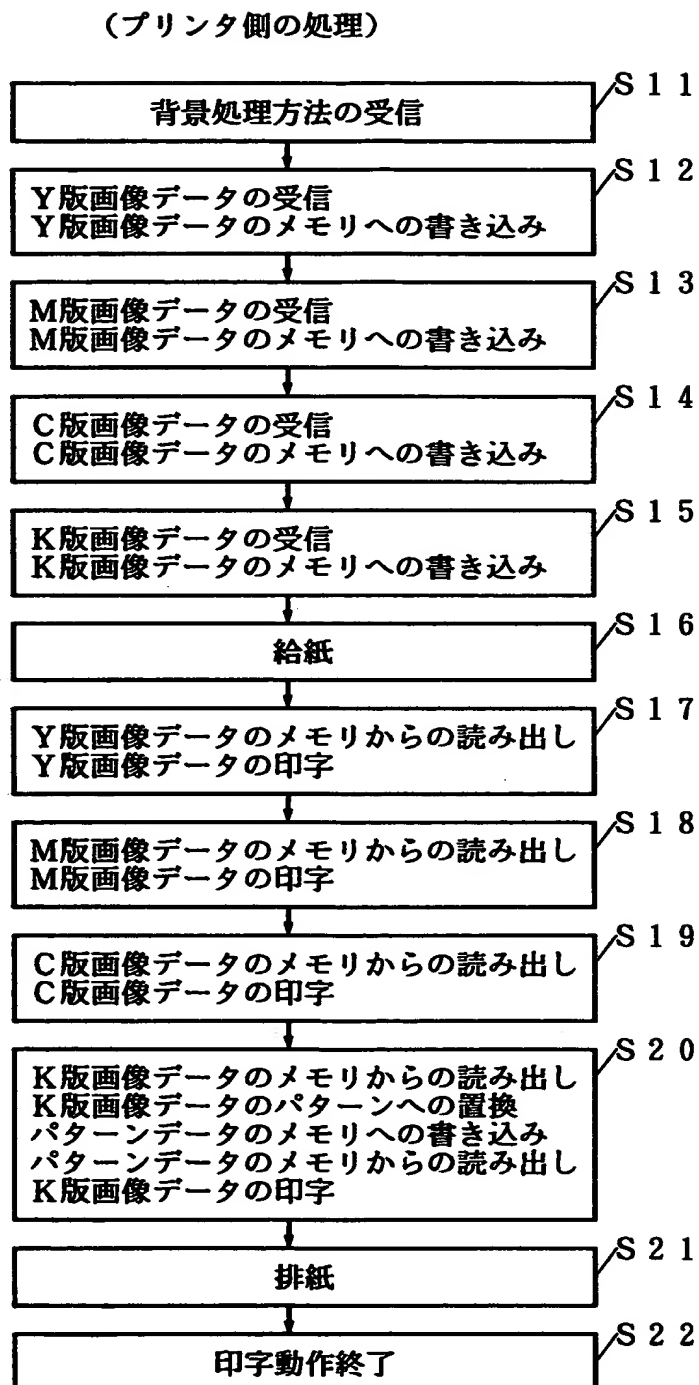 （プリンタ側の処理）
S11
背景処理方法の受信
S12
Y版画像データの受信
Y版画像データのメモリへの書き込み
S13
M版画像データの受信
M版画像データのメモリへの書き込み
S14
C版画像データの受信
C版画像データのメモリへの書き込み
S15
K版画像データの受信
K版画像データのメモリへの書き込み
S16
給紙
S17
Y版画像データのメモリからの読み出し
Y版画像データの印字
S18
M版画像データのメモリからの読み出し
M版画像データの印字
S19
C版画像データのメモリからの読み出し
C版画像データの印字
S20
K版画像データのメモリからの読み出し
K版画像データのパターンへの置換
パターンデータのメモリへの書き込み
パターンデータのメモリからの読み出し
K版画像データの印字
S21
排紙
S22
印字動作終了